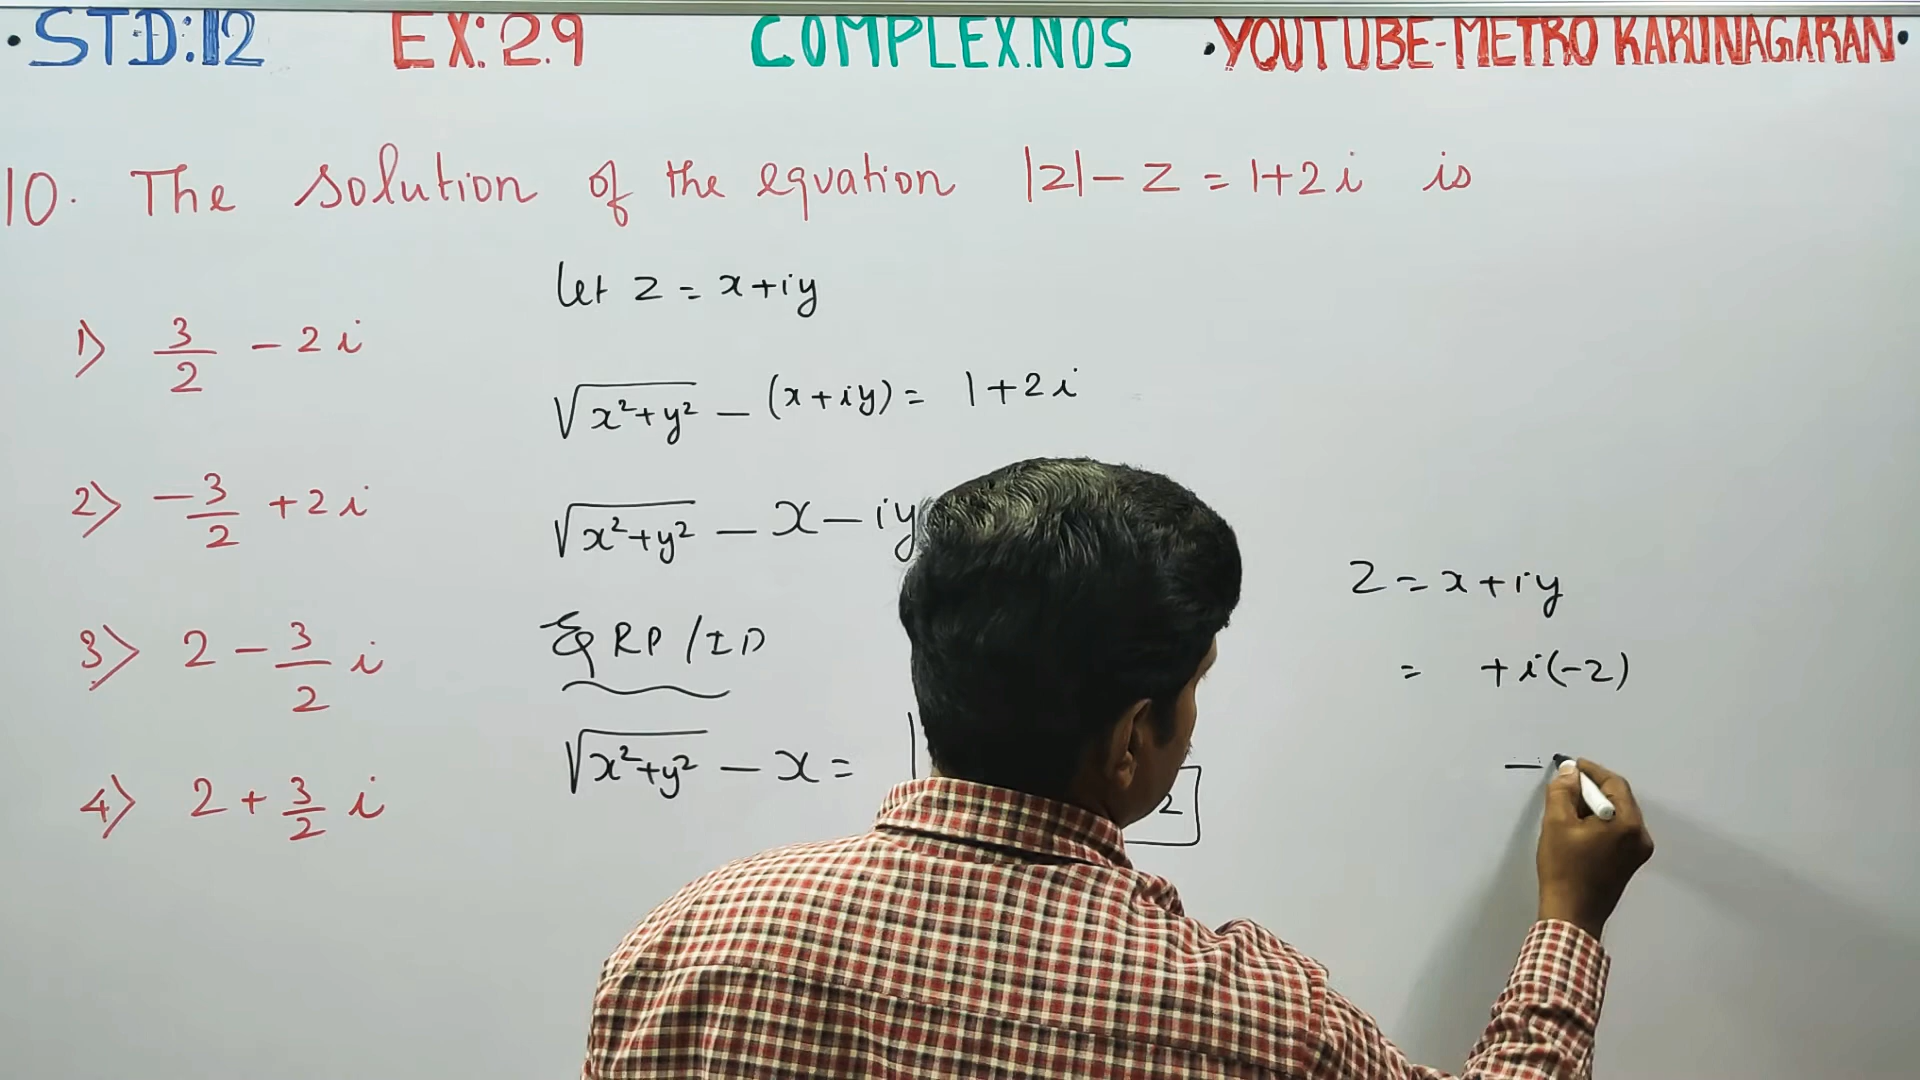 •STD:12 EX:2.9 COMPLEX.NOS •YOUTUBE-METRO KARUNAGARAN•
10. The solution of the equation |z| - z = 1+2i is
1) 3/2 - 2i
2) -3/2 + 2i
3) 2 - 3/2 i
4) 2 + 3/2 i
let z = x+iy
√x²+y² - (x+iy) = 1+2i
√x²+y² - x - iy
RP/IP
√x²+y² - x =
2
z = x+iy
= +i(-2)
-